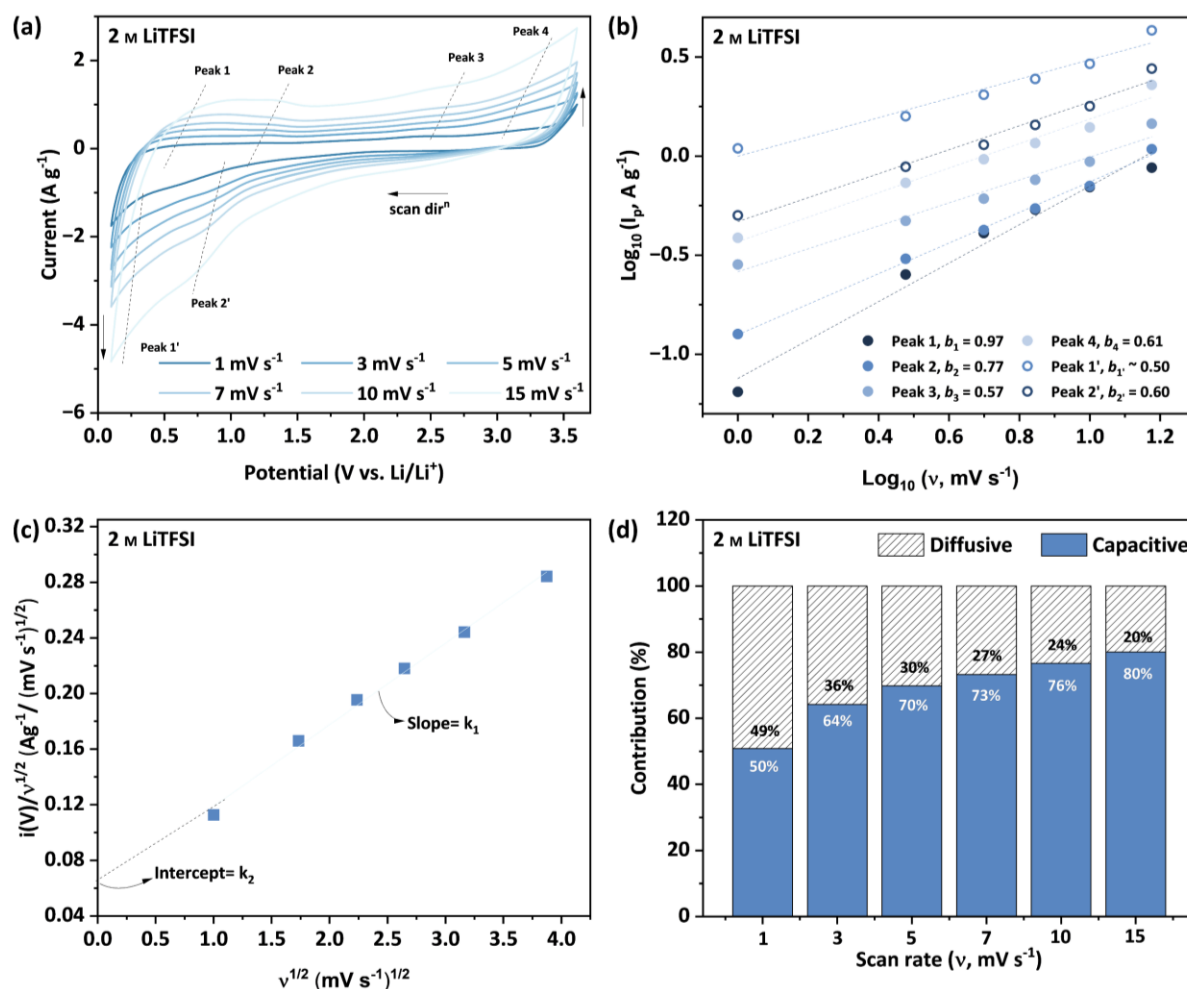 (a)
2 M LiTFSI
Peak 1
Peak 2
Peak 3
Peak 4
Peak 2'
Peak 1'
scan dirⁿ
1 mV s⁻¹
3 mV s⁻¹
5 mV s⁻¹
7 mV s⁻¹
10 mV s⁻¹
15 mV s⁻¹
2
0
−2
−4
−6
Current (A g⁻¹)
0.0 0.5 1.0 1.5 2.0 2.5 3.0 3.5
Potential (V vs. Li/Li⁺)
(b)
2 M LiTFSI
0.5
0.0
−0.5
−1.0
Log₁₀ (Iₚ, A g⁻¹)
Peak 1, b₁ = 0.97
Peak 2, b₂ = 0.77
Peak 3, b₃ = 0.57
Peak 4, b₄ = 0.61
Peak 1', b₁' ~ 0.50
Peak 2', b₂' = 0.60
0.0 0.2 0.4 0.6 0.8 1.0 1.2
Log₁₀ (ν, mV s⁻¹)
(c)
2 M LiTFSI
0.32
0.28
0.24
0.20
0.16
0.12
0.08
0.04
i(V)/ν¹ᐟ² (Ag⁻¹/ (mV s⁻¹)¹ᐟ²)
Slope= k₁
Intercept= k₂
0.0 0.5 1.0 1.5 2.0 2.5 3.0 3.5 4.0
ν¹ᐟ² (mV s⁻¹)¹ᐟ²
(d)
2 M LiTFSI
Diffusive
Capacitive
120
100
80
60
40
20
0
Contribution (%)
49% 36% 30% 27% 24% 20%
50% 64% 70% 73% 76% 80%
1 3 5 7 10 15
Scan rate (ν, mV s⁻¹)